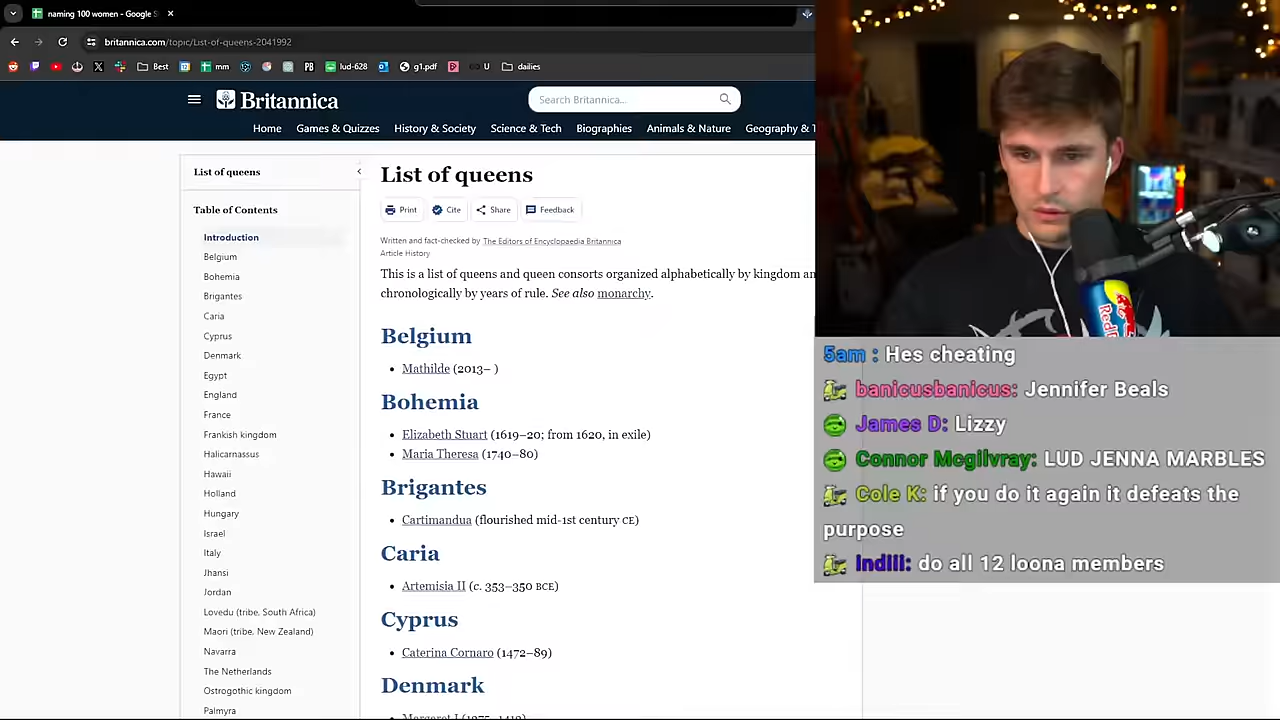 naming 100 women - Google S
britannica.com/topic/List-of-queens-2041992
Best
mm
lud-628
g1.pdf
U
dailies
Britannica
Search Britannica...
Home Games & Quizzes History & Society Science & Tech Biographies Animals & Nature Geography & T
List of queens
Table of Contents
Introduction
Belgium
Bohemia
Brigantes
Caria
Cyprus
Denmark
Egypt
England
France
Frankish kingdom
Halicarnassus
Hawaii
Holland
Hungary
Israel
Italy
Jhansi
Jordan
Lovedu (tribe, South Africa)
Maori (tribe, New Zealand)
Navarra
The Netherlands
Ostrogothic kingdom
Palmyra
List of queens
Print Cite Share Feedback
Written and fact-checked by The Editors of Encyclopaedia Britannica
Article History
This is a list of queens and queen consorts organized alphabetically by kingdom an
chronologically by years of rule. See also monarchy.
Belgium
Mathilde (2013– )
Bohemia
Elizabeth Stuart (1619–20; from 1620, in exile)
Maria Theresa (1740–80)
Brigantes
Cartimandua (flourished mid-1st century CE)
Caria
Artemisia II (c. 353–350 BCE)
Cyprus
Caterina Cornaro (1472–89)
Denmark
RedB
5am : Hes cheating
banicusbanicus: Jennifer Beals
James D: Lizzy
Connor Mcgilvray: LUD JENNA MARBLES
Cole K: if you do it again it defeats the
purpose
Indiii: do all 12 loona members